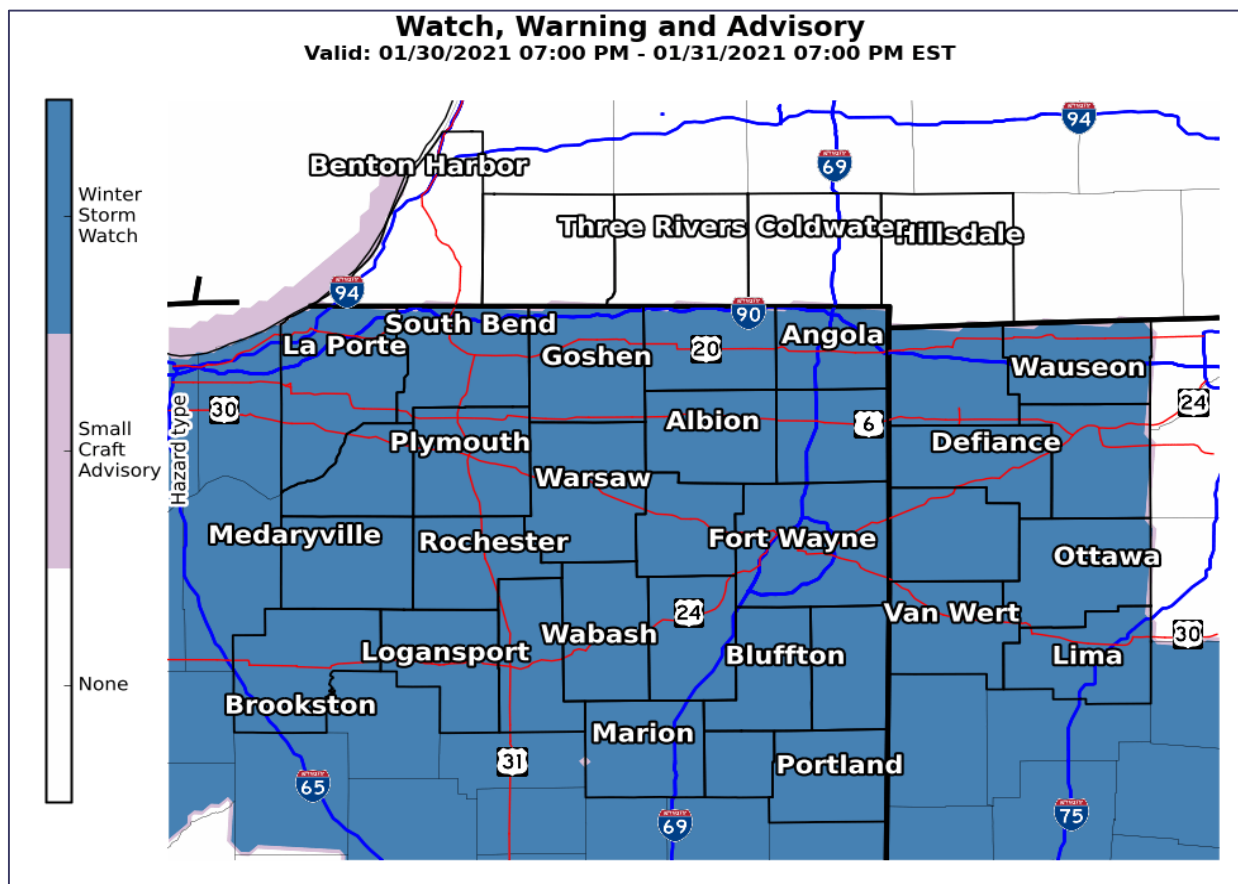 Watch, Warning and Advisory
Valid: 01/30/2021 07:00 PM - 01/31/2021 07:00 PM EST
Winter
Storm
Watch
Small
Craft
Advisory
None
Hazard type
94
69
Benton Harbor
Three Rivers
Coldwater
Hillsdale
94
90
South Bend
La Porte
Goshen
20
Angola
Wauseon
24
30
Albion
6
Plymouth
Defiance
Warsaw
Medaryville
Rochester
Fort Wayne
Ottawa
24
Van Wert
30
Wabash
Logansport
Bluffton
Lima
Brookston
Marion
31
Portland
65
69
75